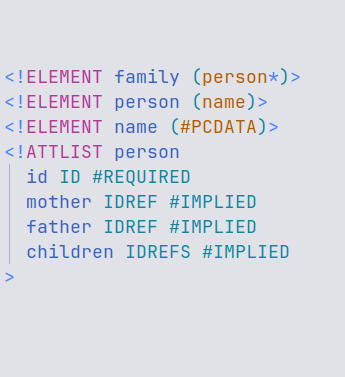 <!ELEMENT family (person*)>
<!ELEMENT person (name)>
<!ELEMENT name (#PCDATA)>
<!ATTLIST person
  id ID #REQUIRED
  mother IDREF #IMPLIED
  father IDREF #IMPLIED
  children IDREFS #IMPLIED
>